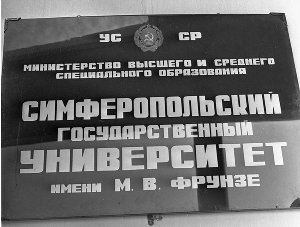 УС СР
МИНИСТЕРСТВО ВЫСШЕГО И СРЕДНЕГО
СПЕЦИАЛЬНОГО ОБРАЗОВАНИЯ
СИМФЕРОПОЛЬСКИЙ
ГОСУДАРСТВЕННЫЙ
УНИВЕРСИТЕТ
ИМЕНИ М. В. ФРУНЗЕ